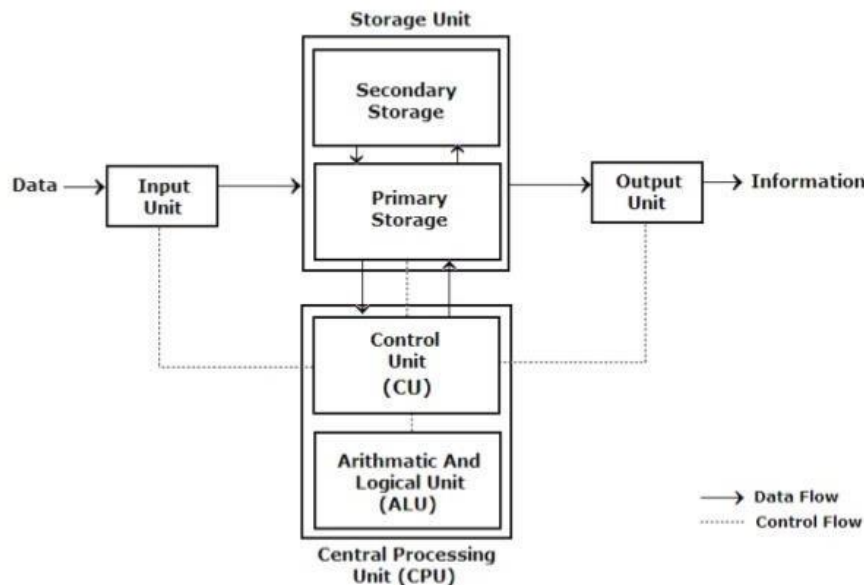 Storage Unit
Secondary
Storage
Data
Input
Unit
Primary
Storage
Output
Unit
Information
Control
Unit
(CU)
Arithmatic And
Logical Unit
(ALU)
Central Processing
Unit (CPU)
Data Flow
Control Flow